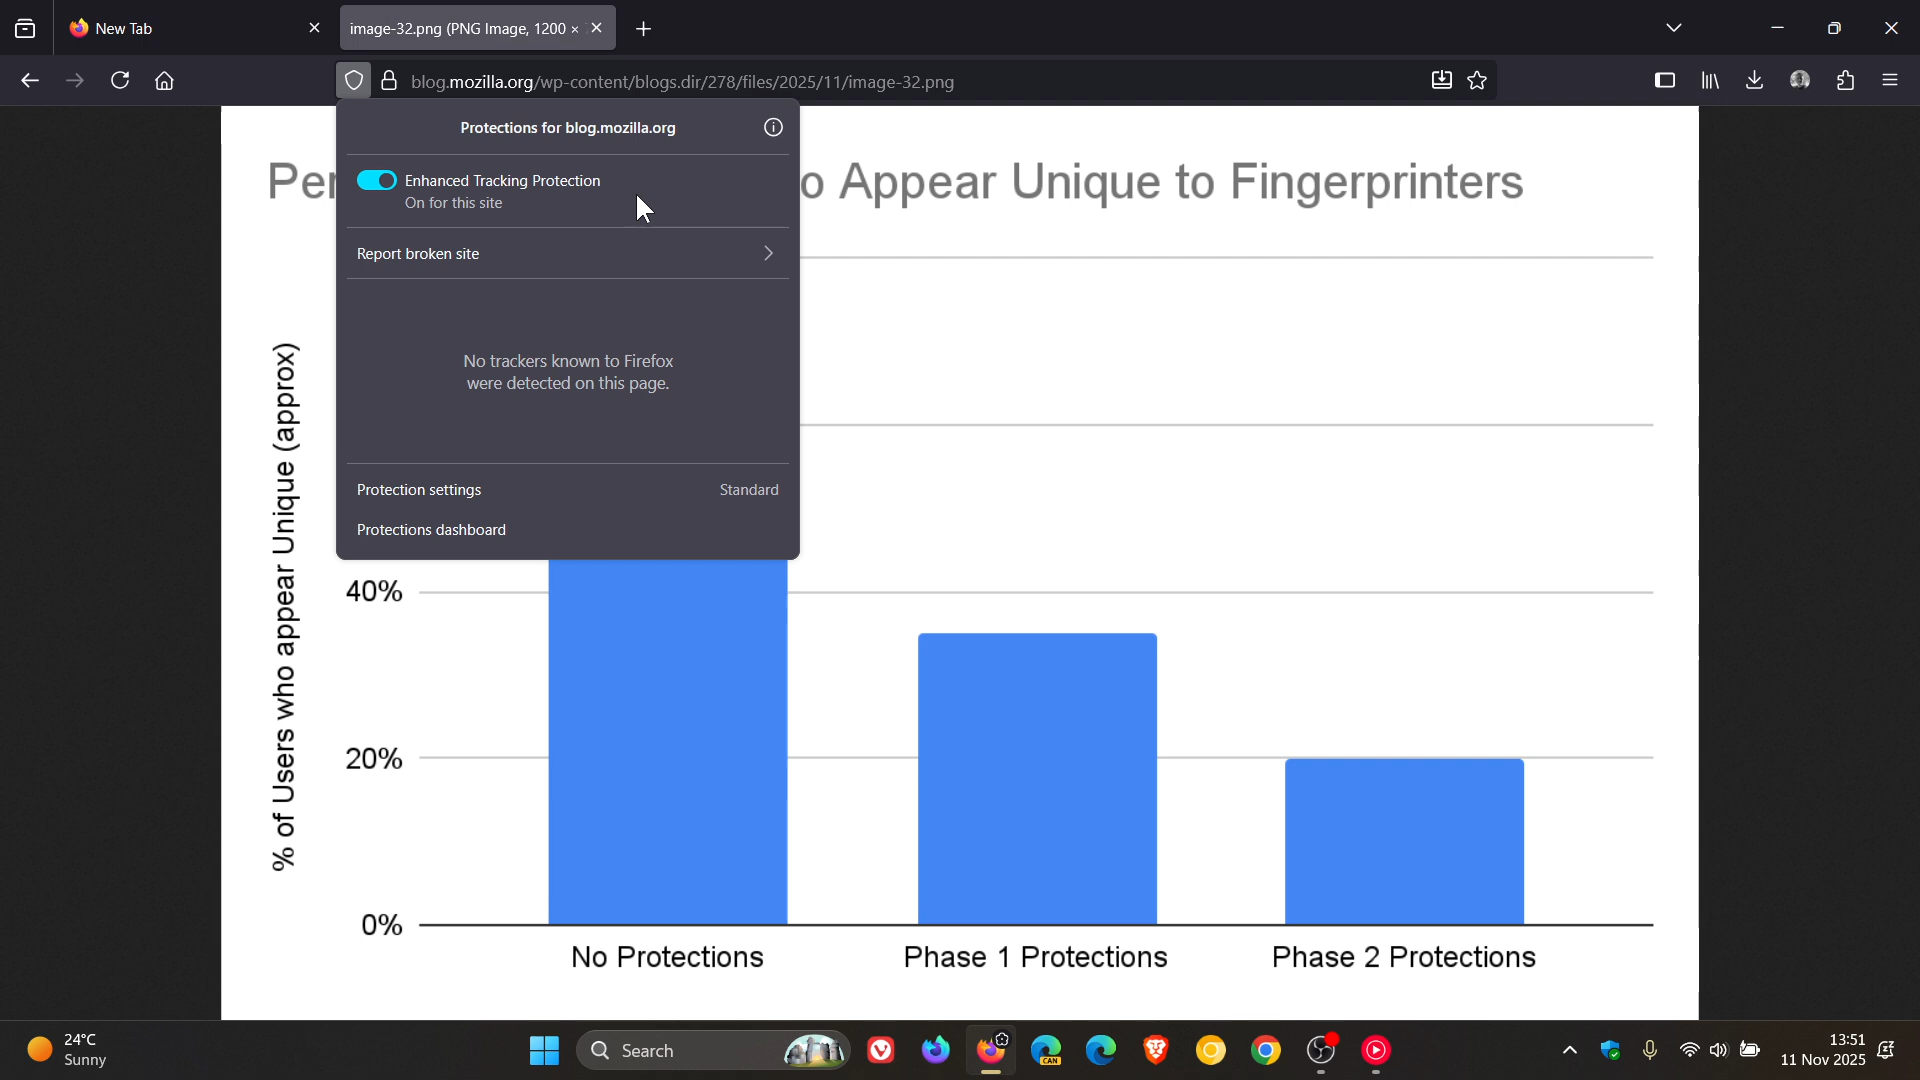 New Tab
image-32.png (PNG Image, 1200 ×
blog.mozilla.org/wp-content/blogs.dir/278/files/2025/11/image-32.png
Protections for blog.mozilla.org
Enhanced Tracking Protection
On for this site
Report broken site
No trackers known to Firefox
were detected on this page.
Protection settings
Standard
Protections dashboard
Appear Unique to Fingerprinters
% of Users who appear Unique (approx)
40%
20%
0%
No Protections
Phase 1 Protections
Phase 2 Protections
24°C
Sunny
Search
CAN
13:51
11 Nov 2025